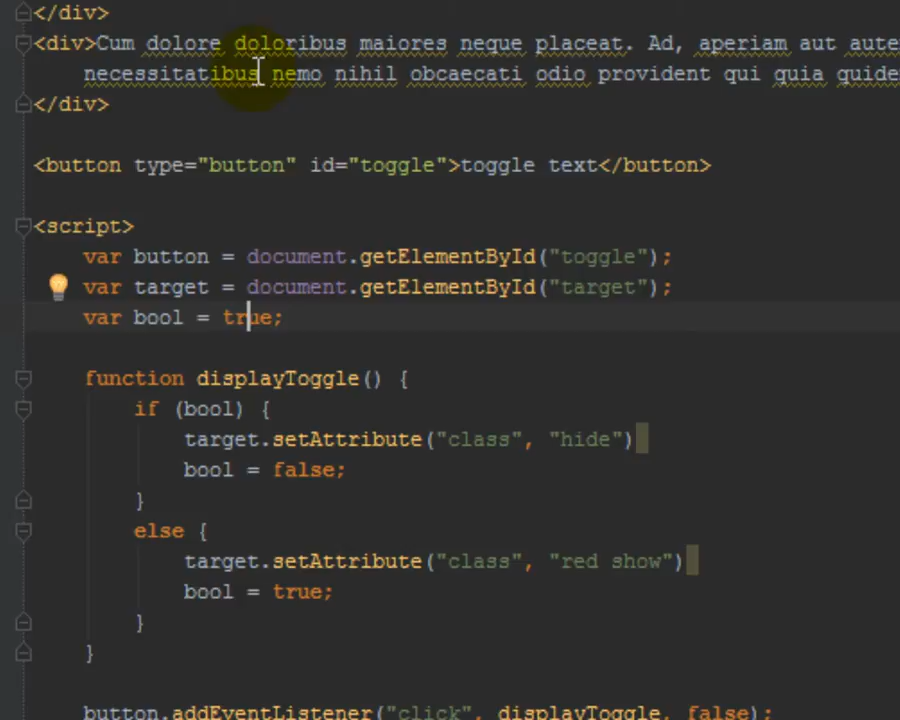 </div>
<div>Cum dolore doloribus maiores neque placeat. Ad, aperiam aut aute
necessitatibus nemo nihil obcaecati odio provident qui quia quide
</div>
<button type="button" id="toggle">toggle text</button>
<script>
var button = document.getElementById("toggle");
var target = document.getElementById("target");
var bool = true;
function displayToggle() {
if (bool) {
target.setAttribute("class", "hide")
bool = false;
}
else {
target.setAttribute("class", "red show")
bool = true;
}
}
button.addEventListener("click", displayToggle, false);